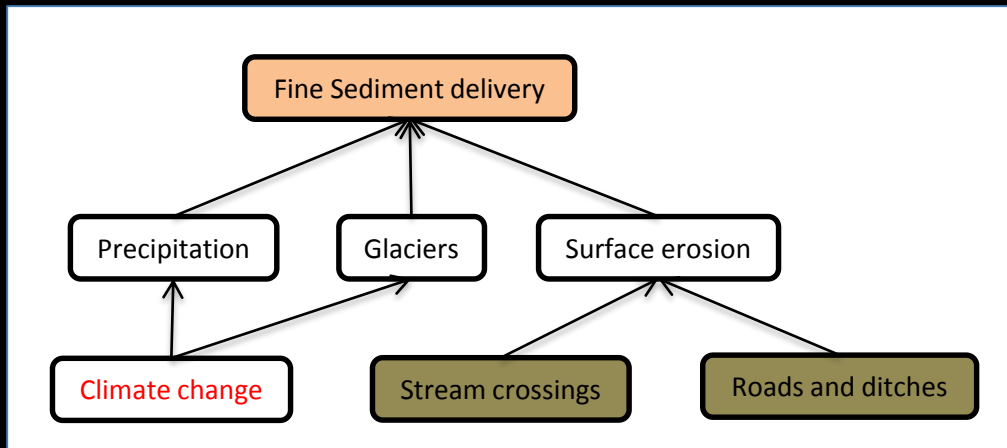 Fine Sediment delivery
Precipitation
Glaciers
Surface erosion
Climate change
Stream crossings
Roads and ditches